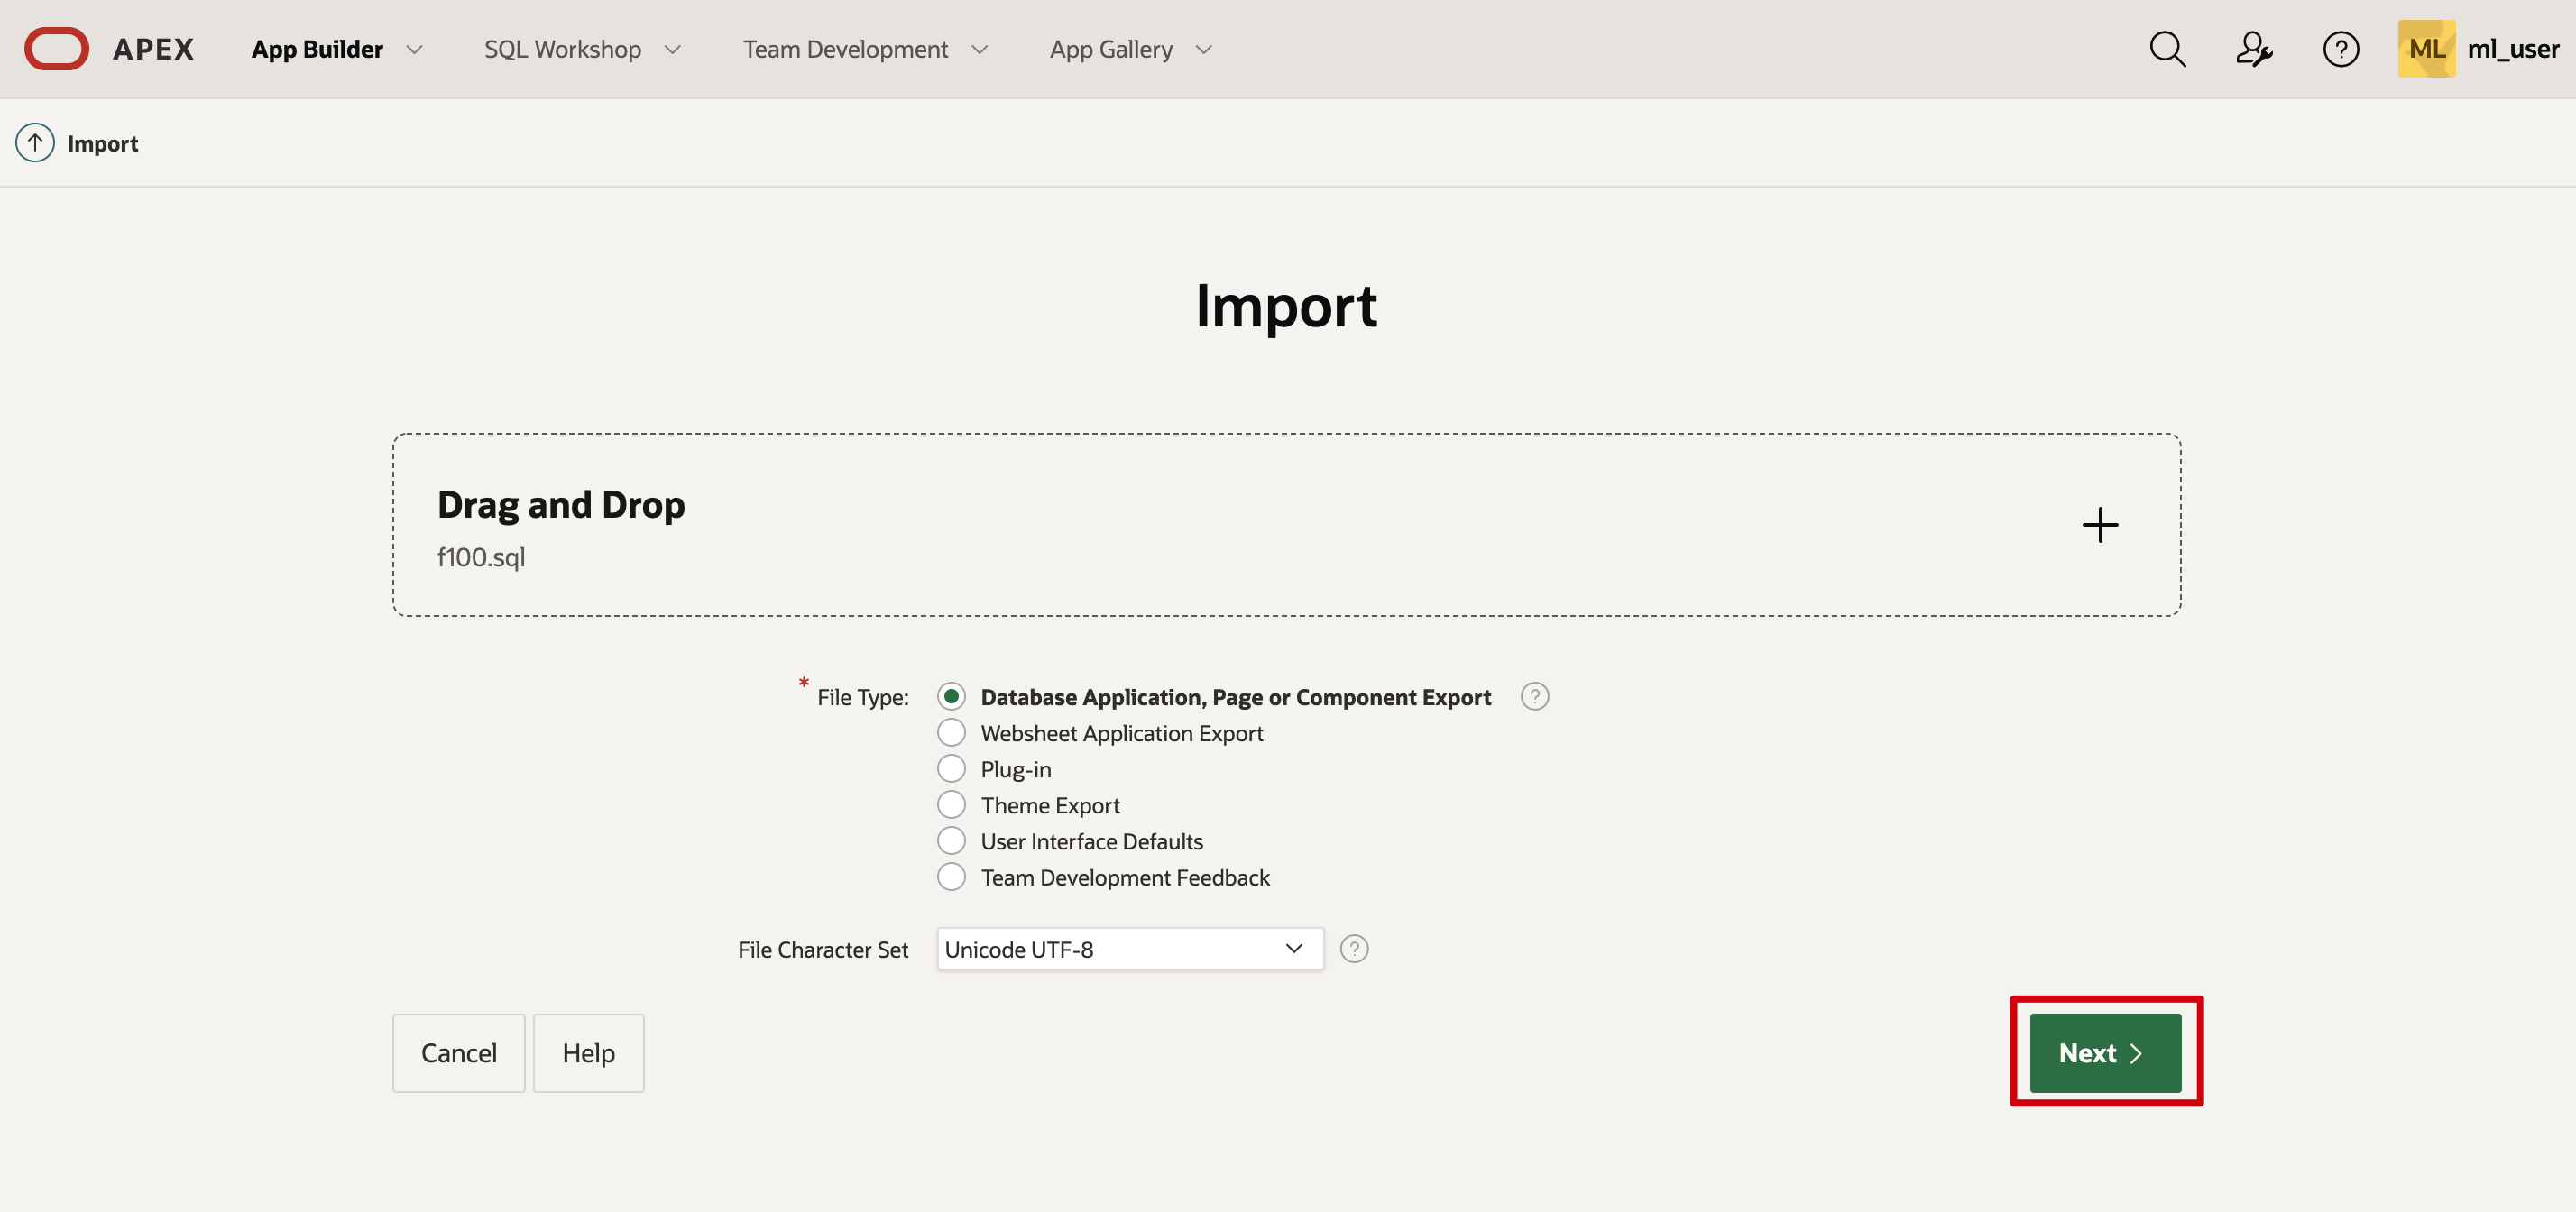 APEX App Builder SQL Workshop Team Development App Gallery ML ml_user
Import
Import
Drag and Drop
f100.sql
* File Type: Database Application, Page or Component Export
Websheet Application Export
Plug-in
Theme Export
User Interface Defaults
Team Development Feedback
File Character Set Unicode UTF-8
Cancel Help Next